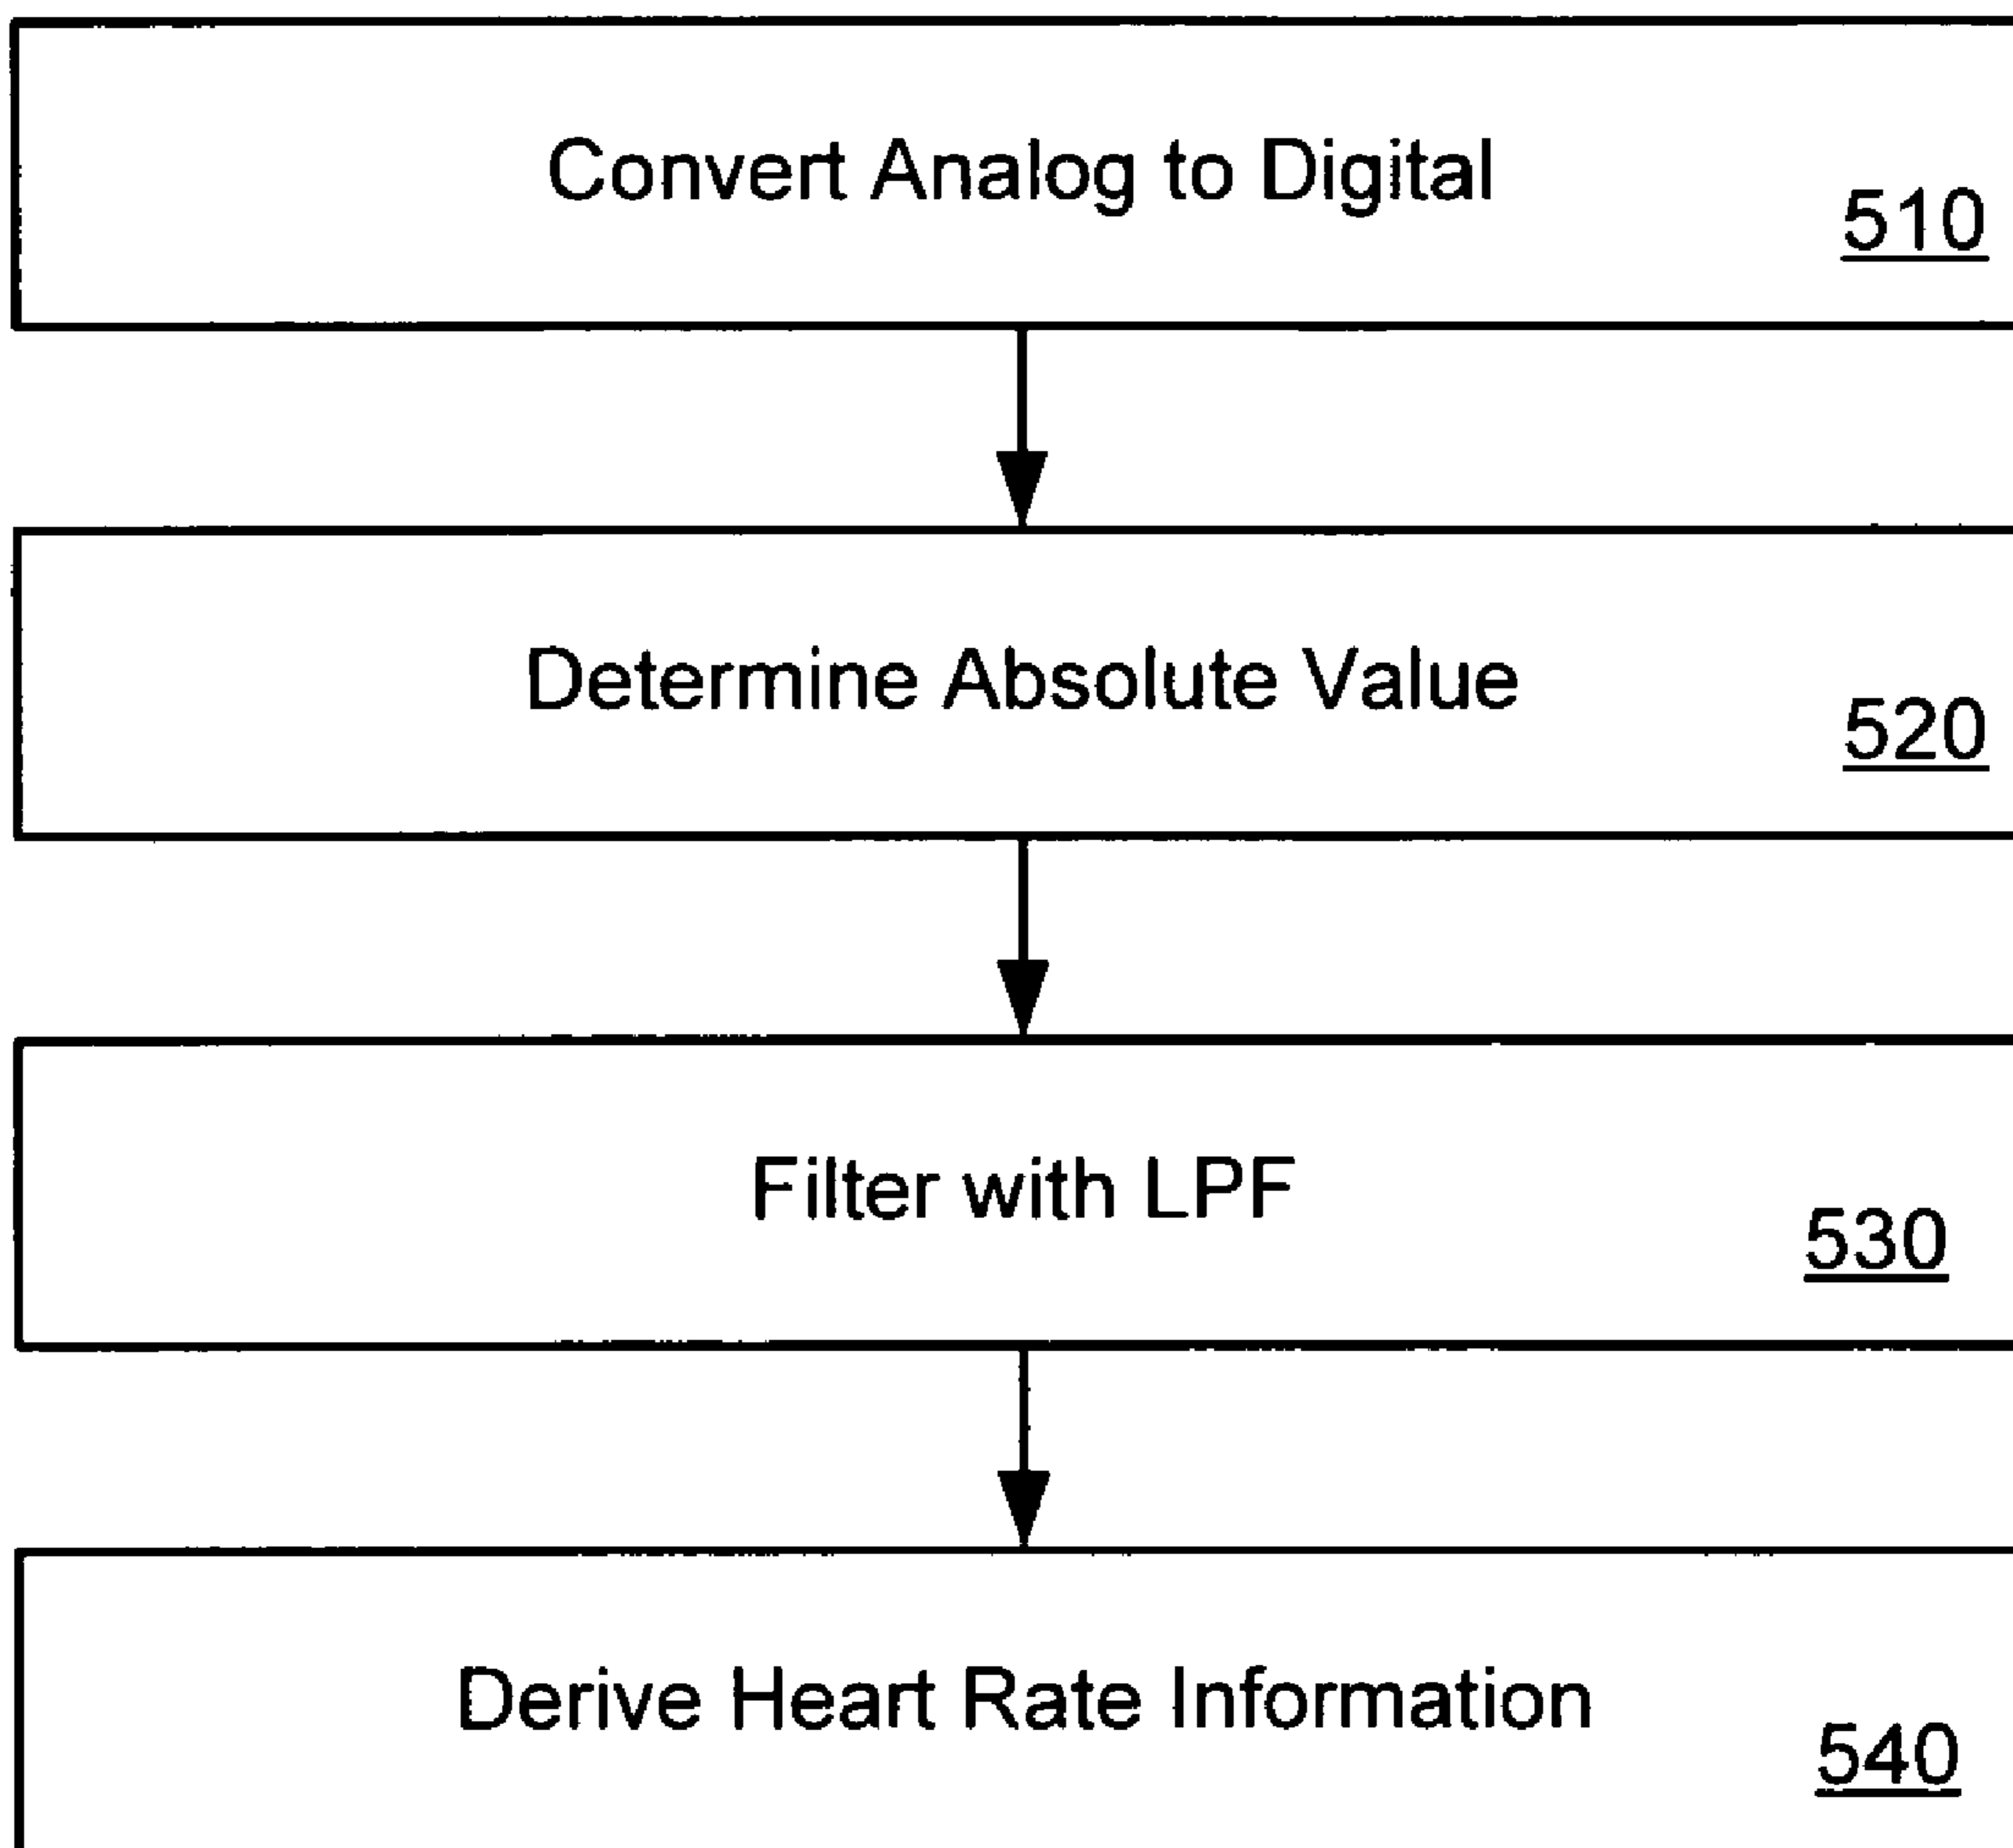 Convert Analog to Digital
510
Determine Absolute Value
520
Filter with LPF
530
Derive Heart Rate Information
540